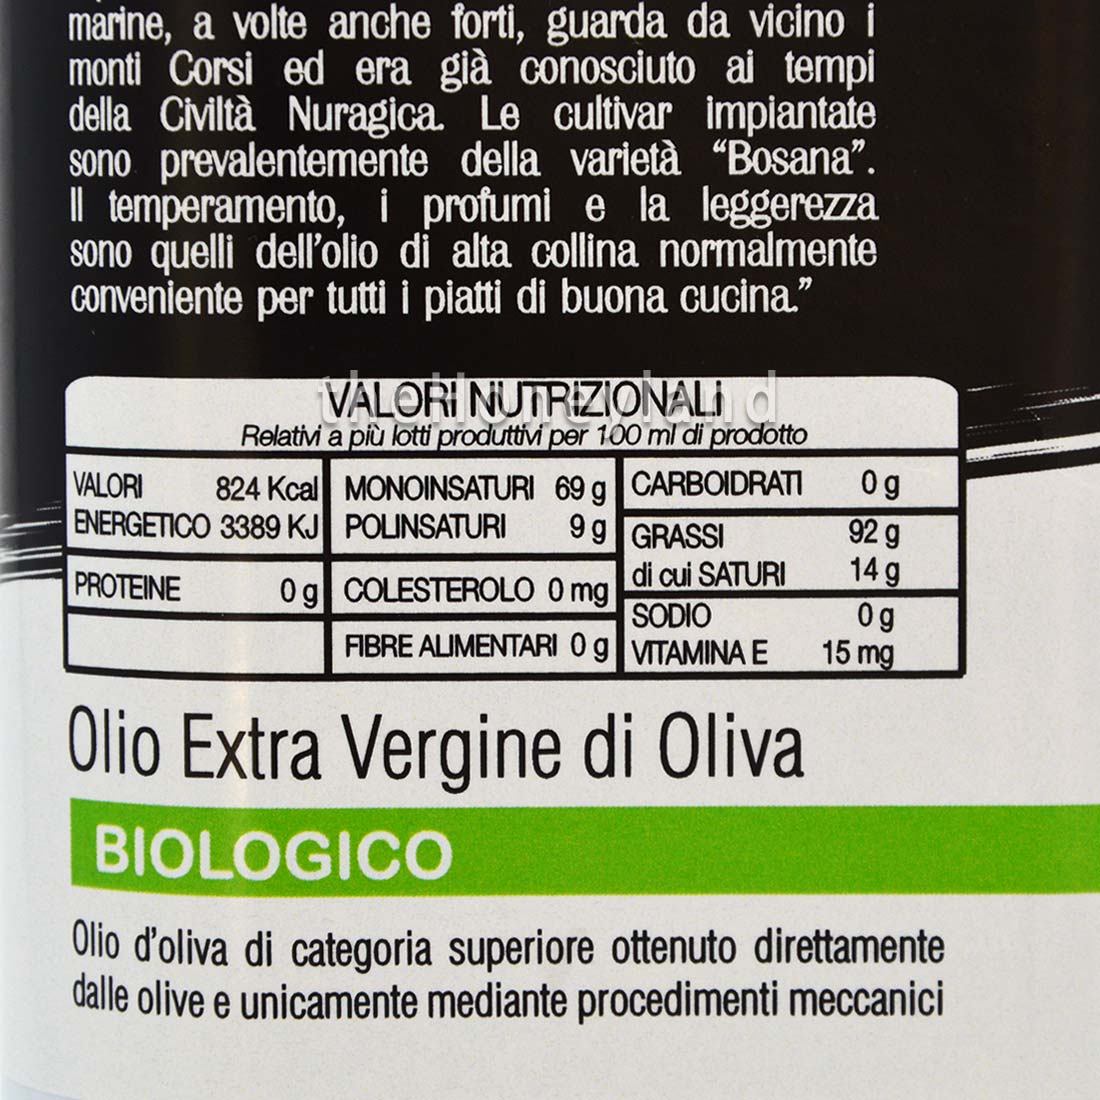 marine, a volte anche forti, guarda da vicino i
monti Corsi ed era già conosciuto ai tempi
della Civiltà Nuragica. Le cultivar impiantate
sono prevalentemente della varietà “Bosana”.
Il temperamento, i profumi e la leggerezza
sono quelli dell’olio di alta collina normalmente
conveniente per tutti i piatti di buona cucina.”
theHoneyland
VALORI NUTRIZIONALI
Relativi a più lotti produttivi per 100 ml di prodotto
VALORI 824 Kcal
ENERGETICO 3389 KJ
PROTEINE 0 g
MONOINSATURI 69 g
POLINSATURI 9 g
COLESTEROLO 0 mg
FIBRE ALIMENTARI 0 g
CARBOIDRATI 0 g
GRASSI 92 g
di cui SATURI 14 g
SODIO 0 g
VITAMINA E 15 mg
Olio Extra Vergine di Oliva
BIOLOGICO
Olio d’oliva di categoria superiore ottenuto direttamente
dalle olive e unicamente mediante procedimenti meccanici